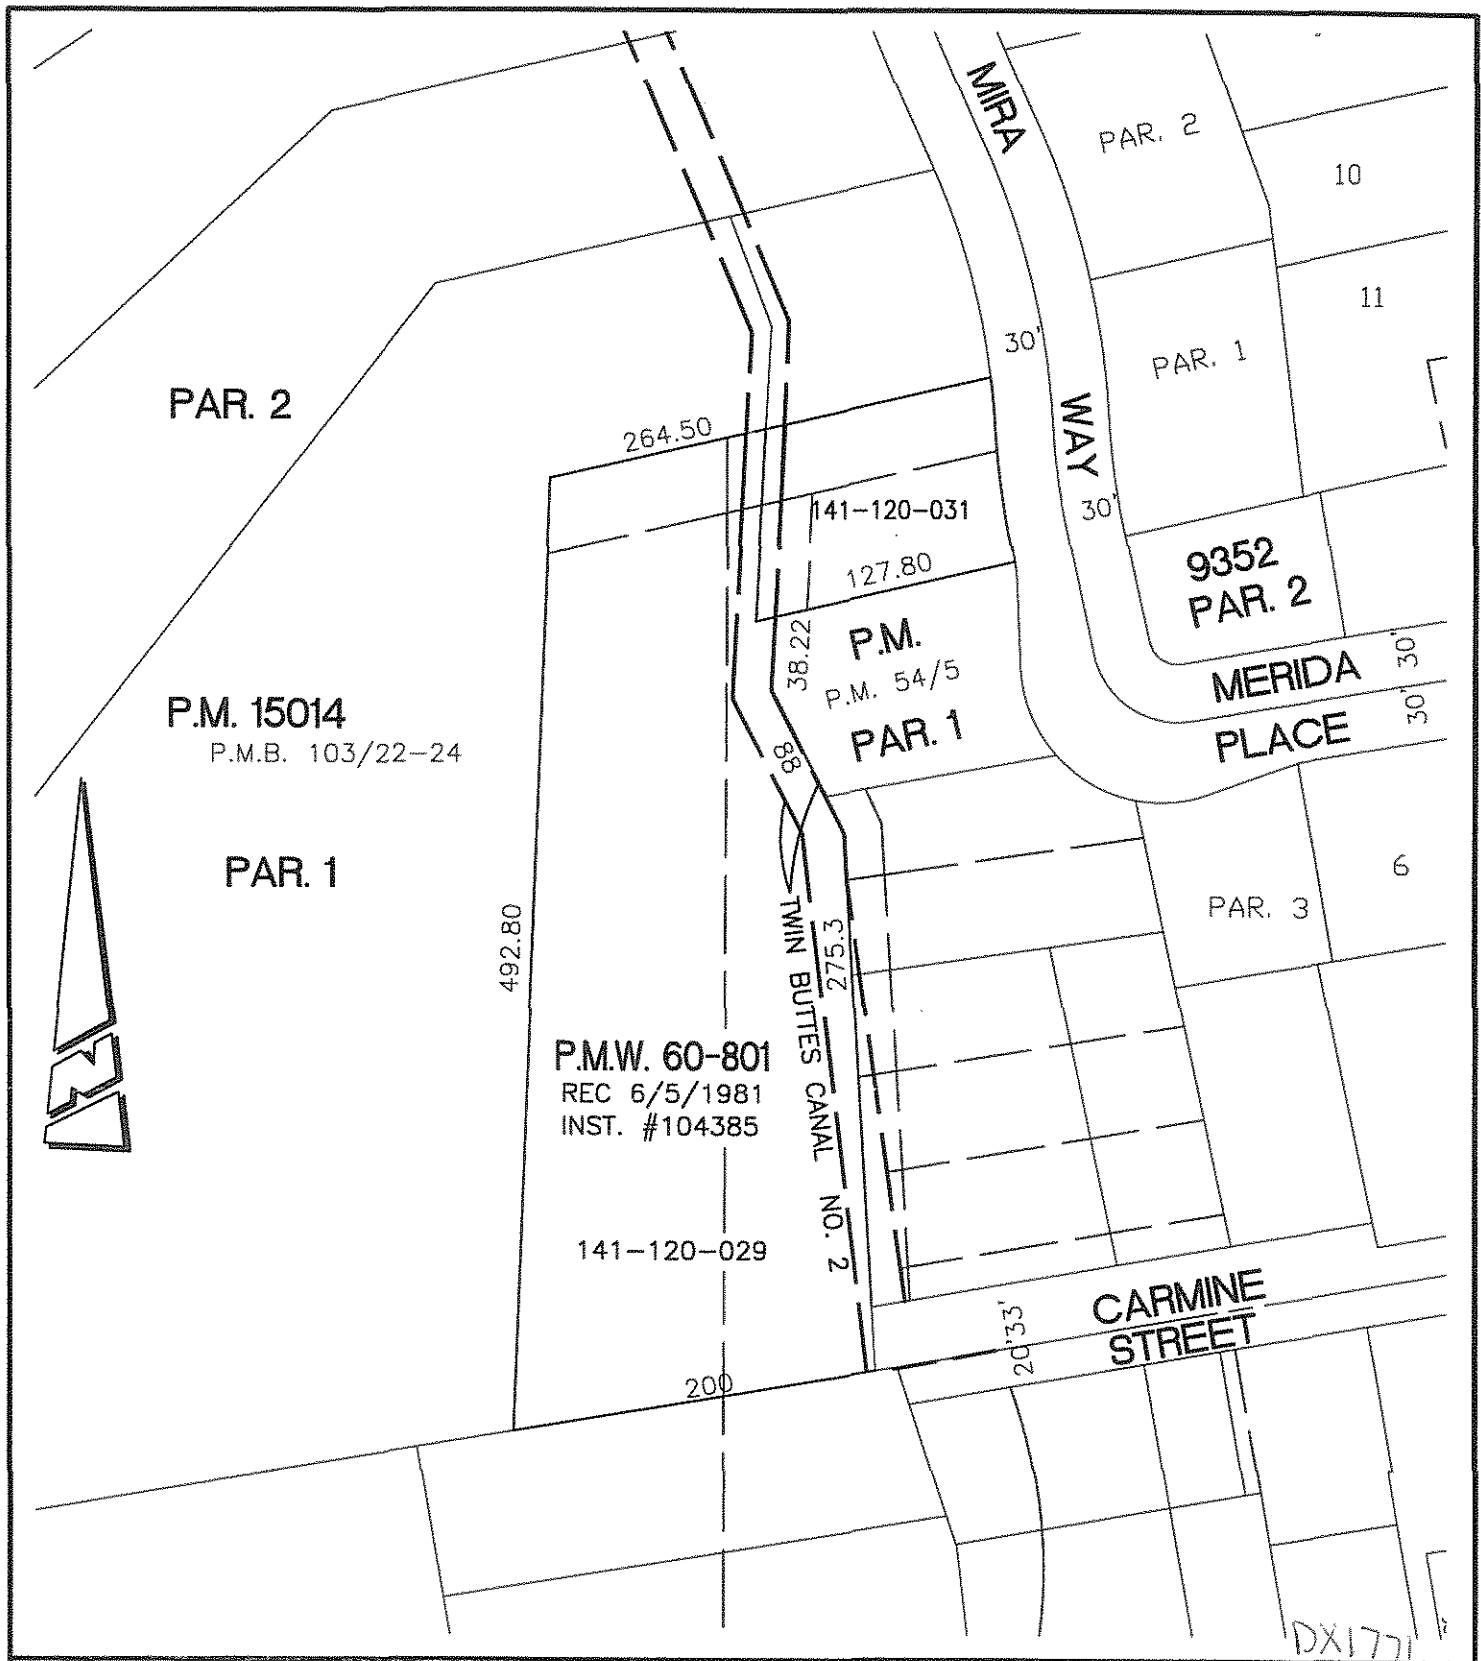 MIRA
PAR. 2
10
11
30'
PAR. 1
PAR. 2
264.50
WAY
30'
141-120-031
127.80
9352
PAR. 2
38.22
P.M.
P.M. 54/5
PAR. 1
MERIDA
PLACE
30'
30'
P.M. 15014
P.M.B. 103/22-24
88
PAR. 1
6
PAR. 3
492.80
TWIN BUTTES CANAL NO. 2
275.3
P.M.W. 60-801
REC 6/5/1981
INST. #104385
141-120-029
N
CARMINE
STREET
20'33'
200
DX1771